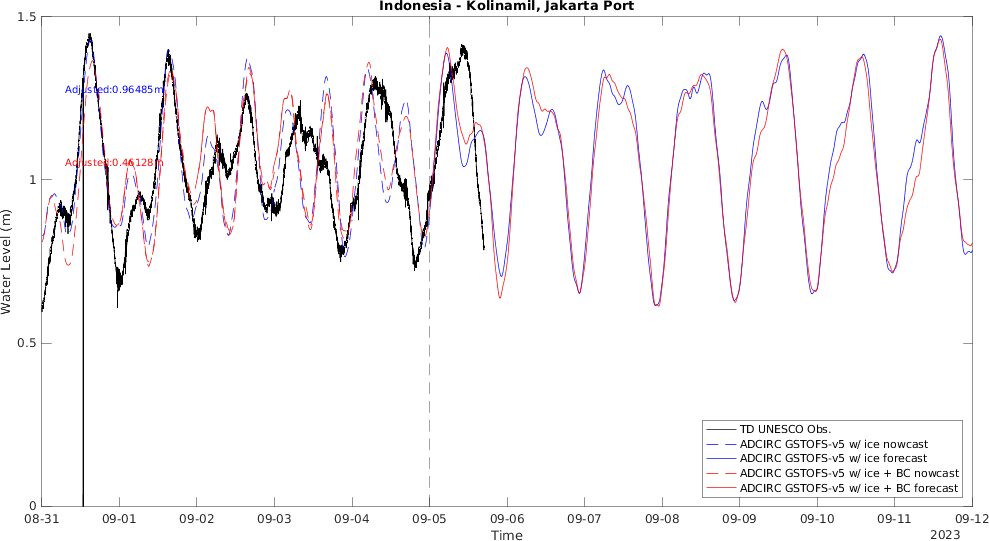 Indonesia - Kolinamil, Jakarta Port
1.5
1
0.5
0
Water Level (m)
Adjusted:0.96485m
Adjusted:0.46128m
TD UNESCO Obs.
ADCIRC GSTOFS-v5 w/ ice nowcast
ADCIRC GSTOFS-v5 w/ ice forecast
ADCIRC GSTOFS-v5 w/ ice + BC nowcast
ADCIRC GSTOFS-v5 w/ ice + BC forecast
08-31 09-01 09-02 09-03 09-04 09-05 09-06 09-07 09-08 09-09 09-10 09-11 09-12
Time
2023